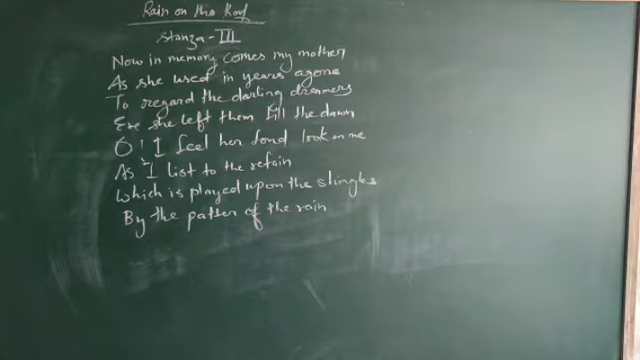 Rain on the Roof
Stanza - III
Now in memory comes my mother,
As she used in years agone
To regard the darling dreamers
Ere she left them till the dawn
O! I feel her fond look on me
As I list to the refain
Which is played upon the shingles
By the patter of the rain